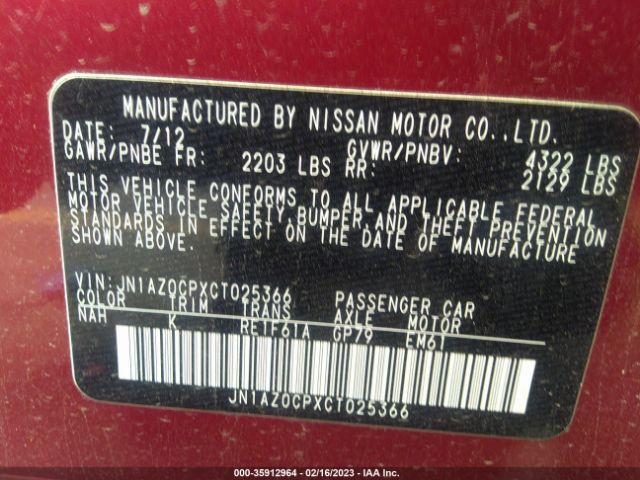 MANUFACTURED BY NISSAN MOTOR CO.,LTD.
DATE: 7/12 GVWR/PNBV: 4322 LBS
GAWR/PNBE FR: 2203 LBS RR: 2129 LBS
THIS VEHICLE CONFORMS TO ALL APPLICABLE FEDERAL
MOTOR VEHICLE SAFETY,BUMPER,AND THEFT PREVENTION
STANDARDS IN EFFECT ON THE DATE OF MANUFACTURE
SHOWN ABOVE.
VIN: JN1AZ0CPXCT025366 PASSENGER CAR
COLOR TRIM TRANS AXLE MOTOR
NAH K RE1F61A GP79 EM61
JN1AZ0CPXCT025366
000-35912964 - 02/16/2023 - IAA Inc.